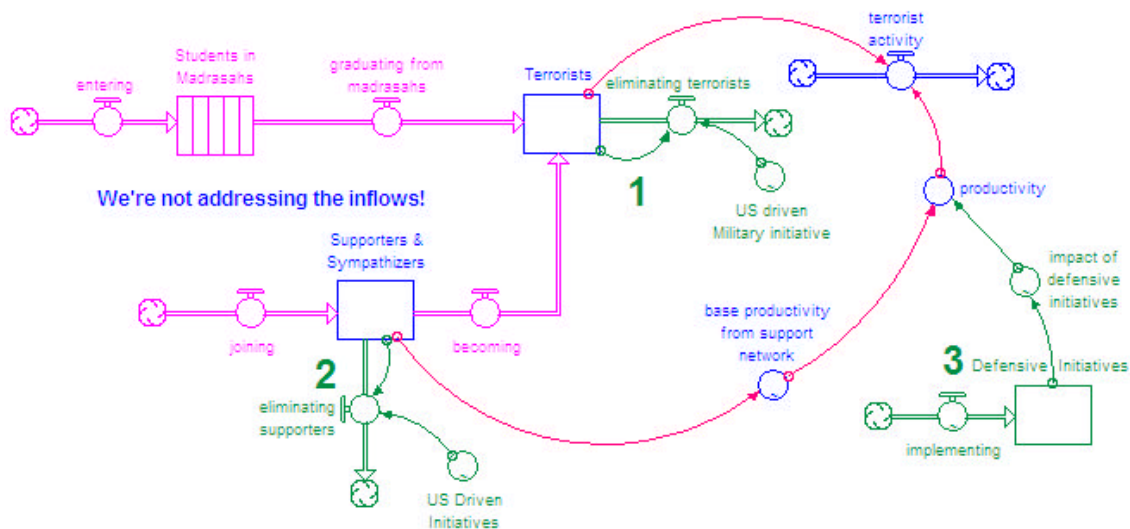 Students in
Madrasahs
entering
graduating from
madrasahs
Terrorists
eliminating terrorists
terrorist
activity
We're not addressing the inflows!
1
US driven
Military initiative
productivity
Supporters &
Sympathizers
impact of
defensive
initiatives
base productivity
from support
network
joining
becoming
2
eliminating
supporters
US Driven
Initiatives
3
Defensive Initiatives
implementing